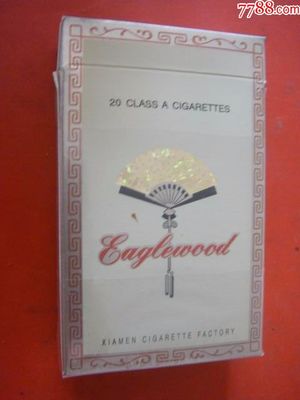 7788.com
20 CLASS A CIGARETTES
Eaglewood
XIAMEN CIGARETTE FACTORY